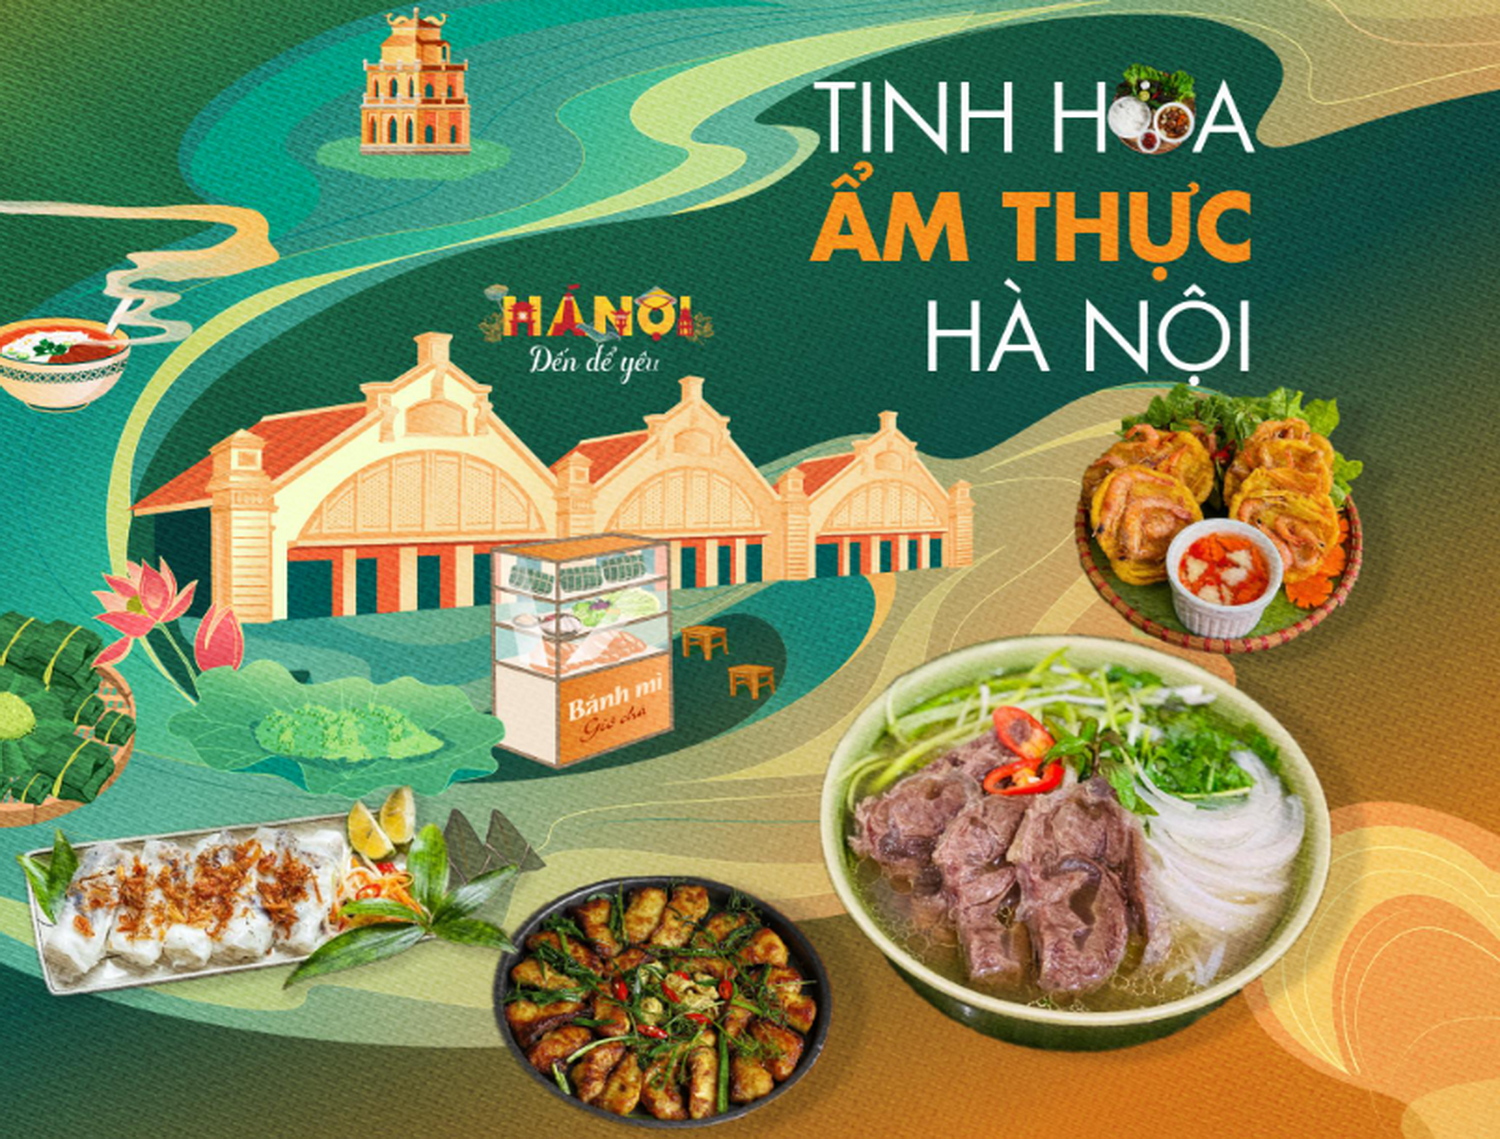 TINH HOA
ẨM THỰC
HÀ NỘI
HÀ NỘI
Đến để yêu
Bánh mì
Giò chả